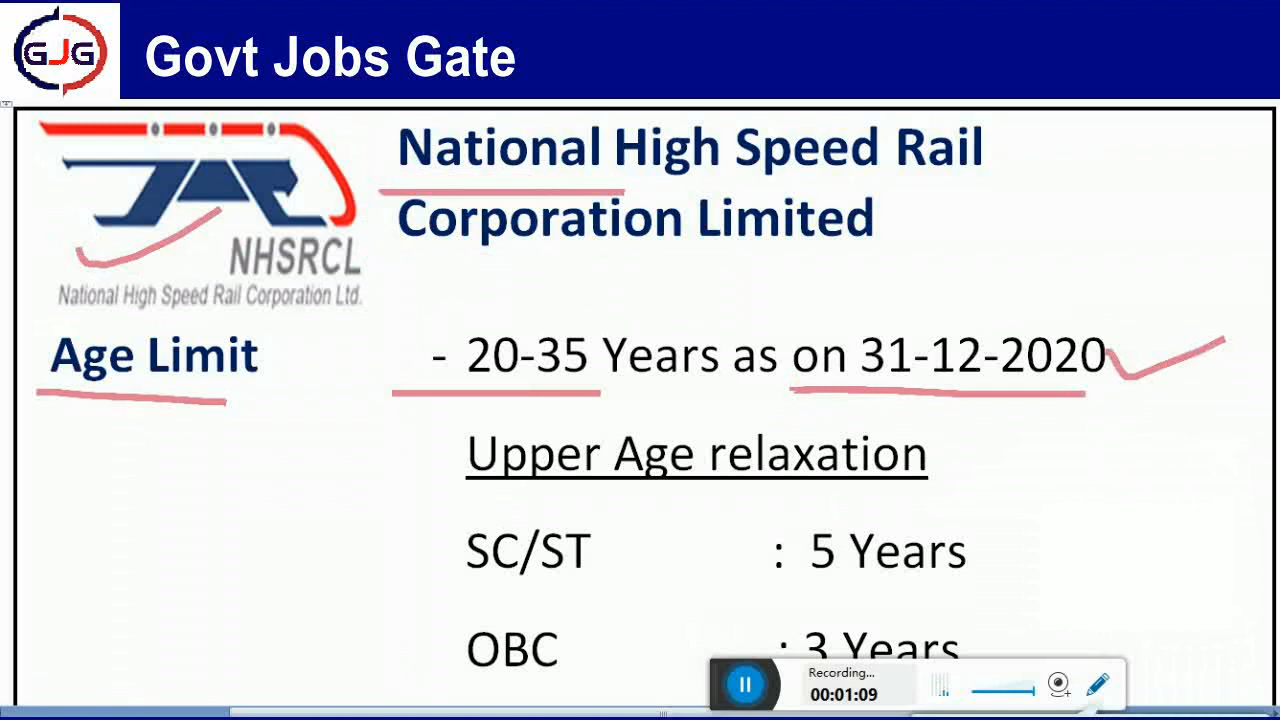 GJG
Govt Jobs Gate
National High Speed Rail
Corporation Limited
NHSRCL
National High Speed Rail Corporation Ltd.
Age Limit - 20-35 Years as on 31-12-2020
Upper Age relaxation
SC/ST : 5 Years
OBC : 3 Years
Recording...
00:01:09